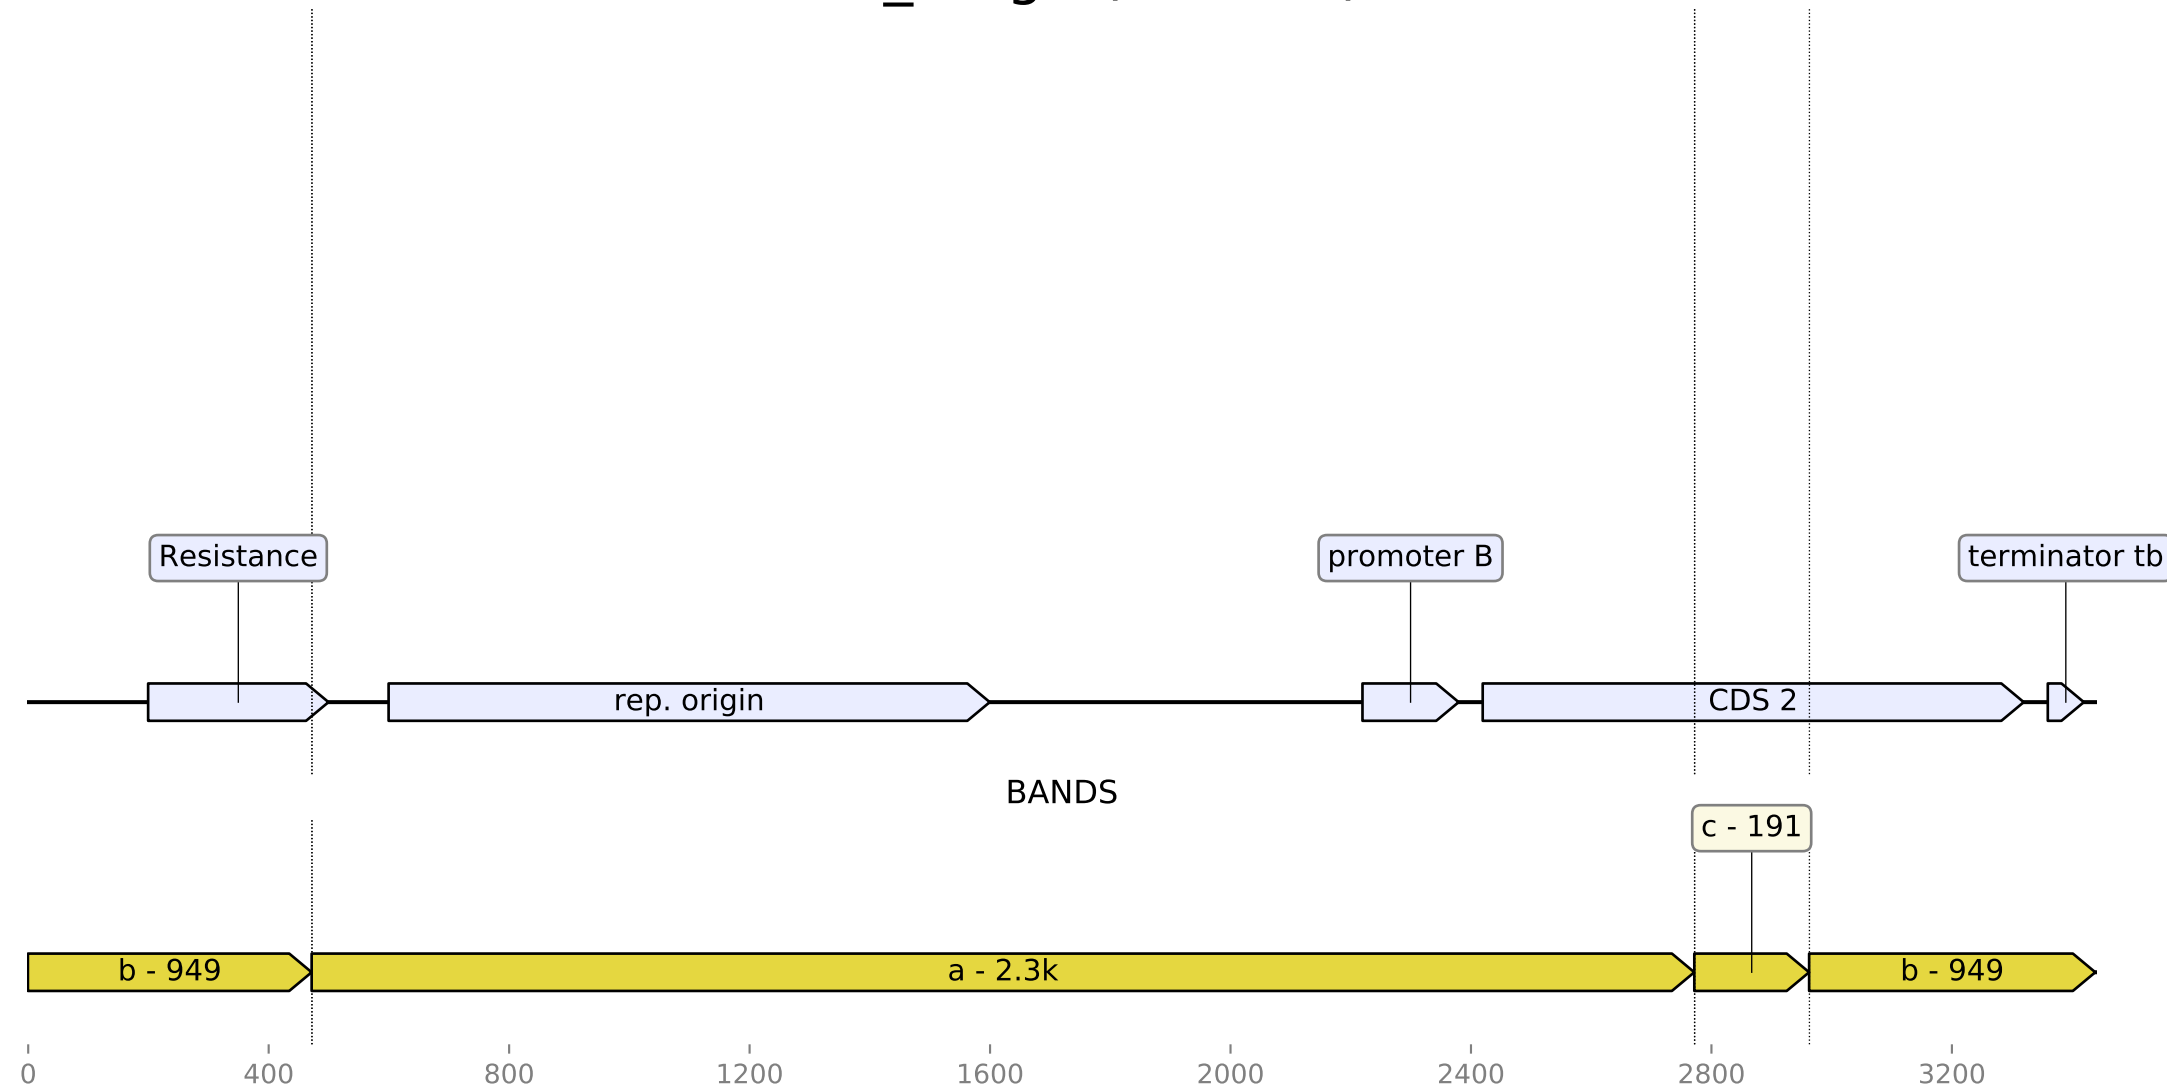 Resistance
promoter B
terminator tb
rep. origin
CDS 2
BANDS
c - 191
b - 949
a - 2.3k
b - 949
0 400 800 1200 1600 2000 2400 2800 3200